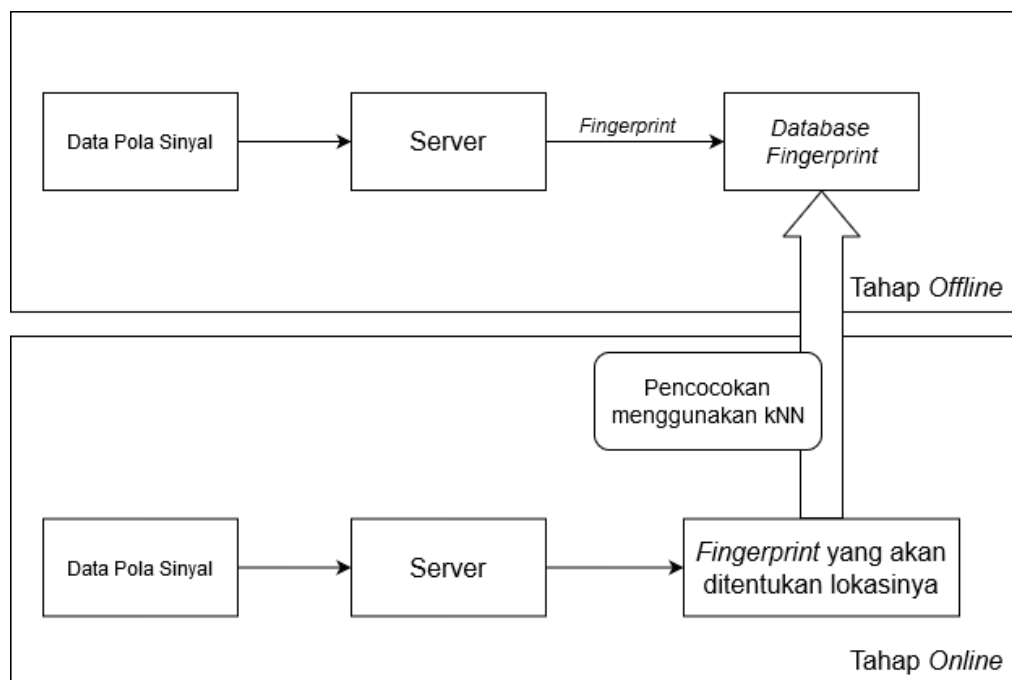 Data Pola Sinyal
Server
Fingerprint
Database
Fingerprint
Tahap Offline
Pencocokan
menggunakan kNN
Data Pola Sinyal
Server
Fingerprint yang akan
ditentukan lokasinya
Tahap Online